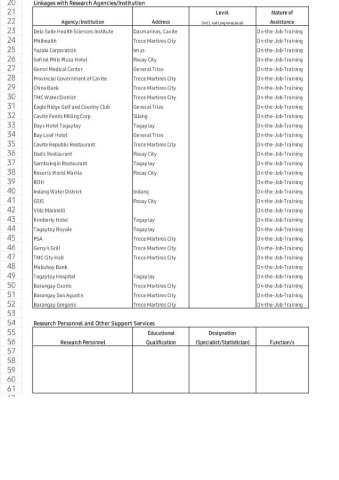 20 Linkages with Research Agencies/Institution
21 Level Nature of
22 Agency/Institution Address Assistance
23 Dela Salle Health Sciences Institute Dasmarinas, Cavite On-the-Job-Training
24 Philhealth Trece Martires City On-the-Job-Training
25 Yazaki Corporation Imus On-the-Job-Training
26 Sofitel Phils Plaza Hotel Pasay City On-the-Job-Training
27 Gentri Medical Center General Trias On-the-Job-Training
28 Provincial Government of Cavite Trece Martires City On-the-Job-Training
29 China Bank Trece Martires City On-the-Job-Training
30 TMC Water District Trece Martires City On-the-Job-Training
31 Eagle Ridge Golf and Country Club General Trias On-the-Job-Training
32 Cavite Feeds Milling Corp Silang On-the-Job-Training
33 Days Hotel Tagaytay Tagaytay On-the-Job-Training
34 Bay Leaf Hotel General Trias On-the-Job-Training
35 Cavite Republic Restaurant Trece Martires City On-the-Job-Training
36 Dad's Restaurant Pasay City On-the-Job-Training
37 Sambokojin Restaurant Tagaytay On-the-Job-Training
38 Resorts World Manila Pasay City On-the-Job-Training
39 BOH On-the-Job-Training
40 Indang Water District Indang On-the-Job-Training
41 GSIS Pasay City On-the-Job-Training
42 Villa Marinelli On-the-Job-Training
43 Kimberly Hotel Tagaytay On-the-Job-Training
44 Tagaytay Royale Tagaytay On-the-Job-Training
45 PSA Trece Martires City On-the-Job-Training
46 Gerry's Grill Trece Martires City On-the-Job-Training
47 TMC City Hall Trece Martires City On-the-Job-Training
48 Mabuhay Bank On-the-Job-Training
49 Tagaytay Hospital Tagaytay On-the-Job-Training
50 Barangay Osorio Trece Martires City On-the-Job-Training
51 Barangay San Agustin Trece Martires City On-the-Job-Training
52 Barangay Gregorio Trece Martires City On-the-Job-Training
53
54 Research Personnel and Other Support Services
55 Educational Designation
56 Research Personnel Qualification (Specialist/Statistician) Function/s
57
58
59
60
61